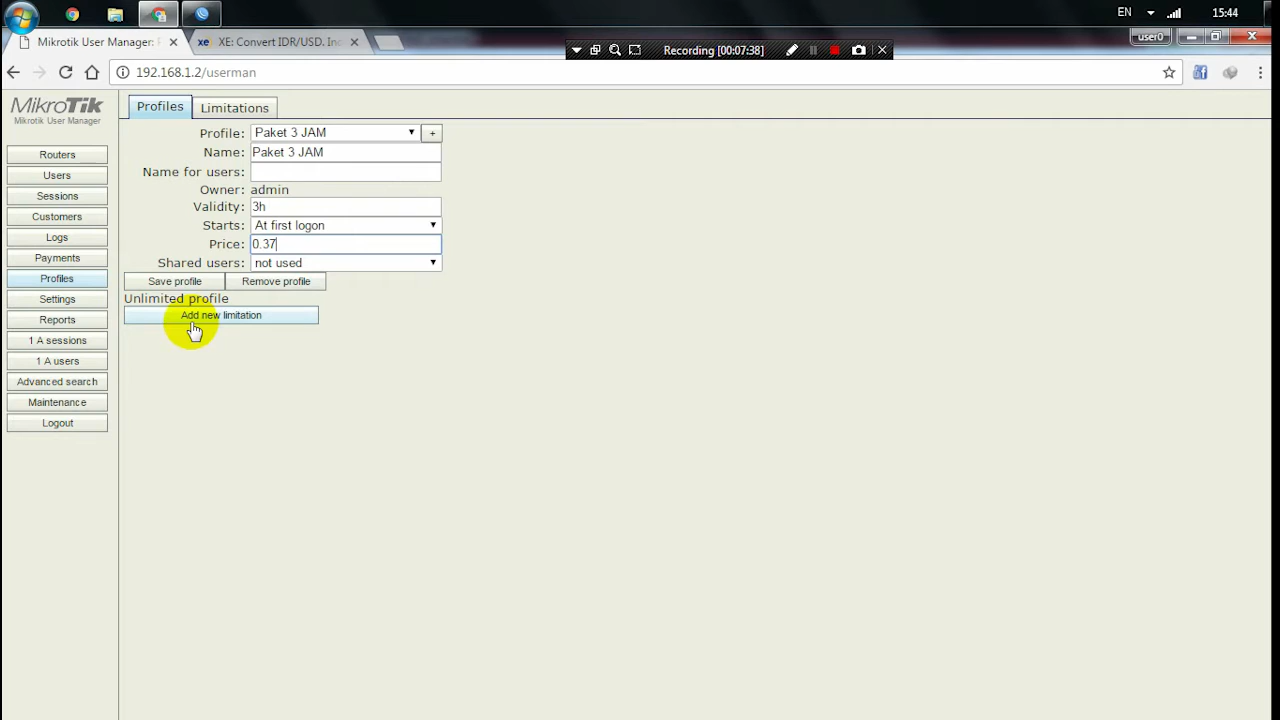 EN 15:44
Mikrotik User Manager: XE: Convert IDR/USD. user0
Recording [00:07:38]
192.168.1.2/userman
MikroTik
Mikrotik User Manager
Profiles Limitations
Profile: Paket 3 JAM +
Name: Paket 3 JAM
Name for users:
Owner: admin
Validity: 3h
Starts: At first logon
Price: 0.37
Shared users: not used
Save profile Remove profile
Unlimited profile
Add new limitation
Routers
Users
Sessions
Customers
Logs
Payments
Profiles
Settings
Reports
1 A sessions
1 A users
Advanced search
Maintenance
Logout